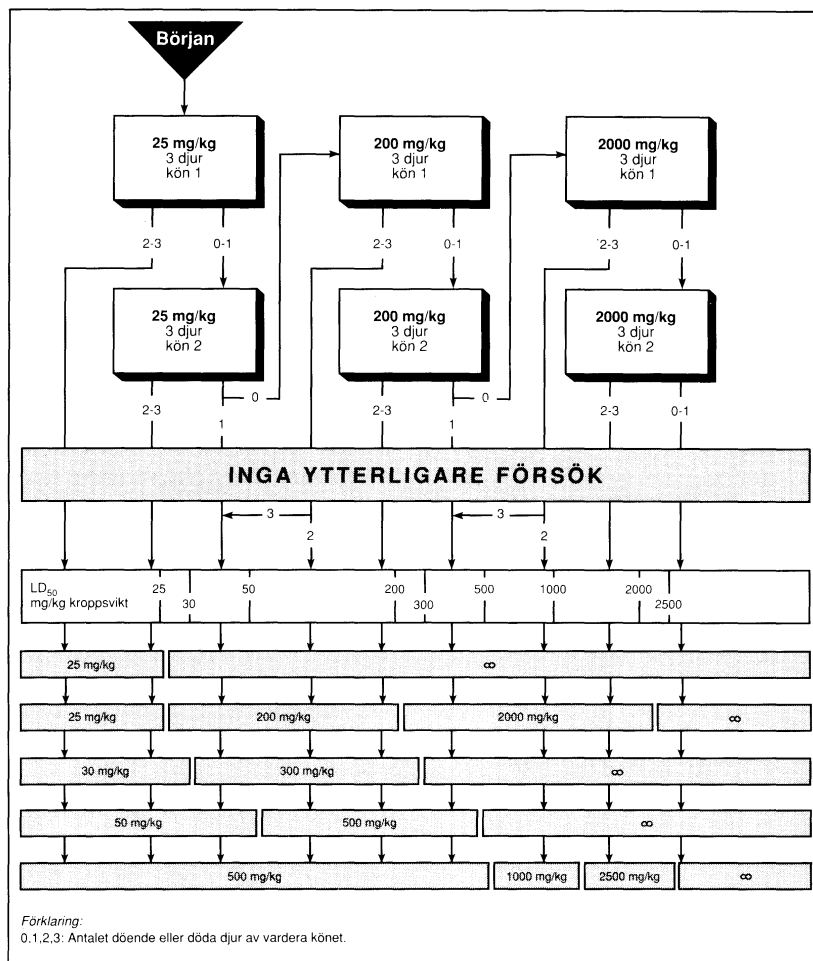 Början
25 mg/kg
3 djur
kön 1
200 mg/kg
3 djur
kön 1
2000 mg/kg
3 djur
kön 1
2-3
0-1
2-3
0-1
2-3
0-1
25 mg/kg
3 djur
kön 2
200 mg/kg
3 djur
kön 2
2000 mg/kg
3 djur
kön 2
0
0
2-3
1
2-3
1
2-3
0-1
INGA YTTERLIGARE FÖRSÖK
3
3
2
2
LD50
mg/kg kroppsvikt
25
30
50
200
300
500
1000
2000
2500
25 mg/kg
∞
25 mg/kg
200 mg/kg
2000 mg/kg
∞
30 mg/kg
300 mg/kg
∞
50 mg/kg
500 mg/kg
∞
500 mg/kg
1000 mg/kg
2500 mg/kg
∞
Förklaring:
0,1,2,3: Antalet döende eller döda djur av vardera könet.